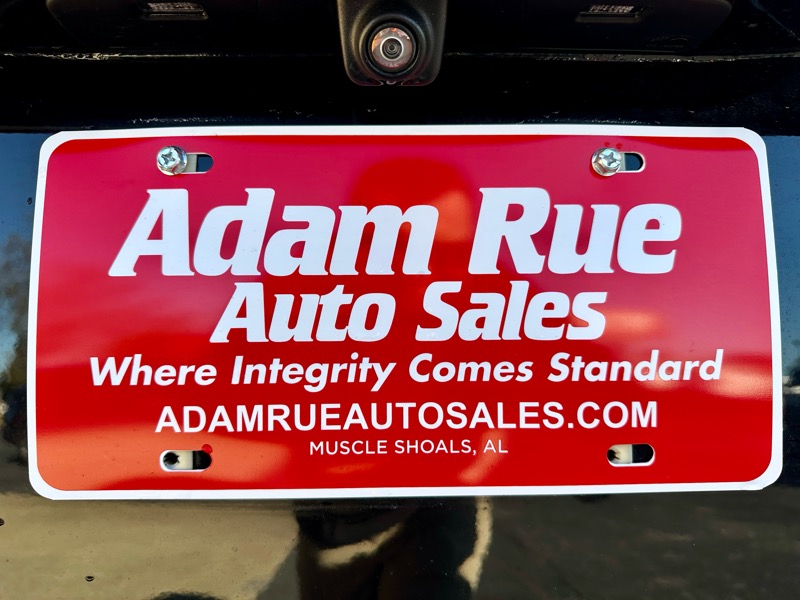 Adam Rue
Auto Sales
Where Integrity Comes Standard
ADAMRUEAUTOSALES.COM
MUSCLE SHOALS, AL